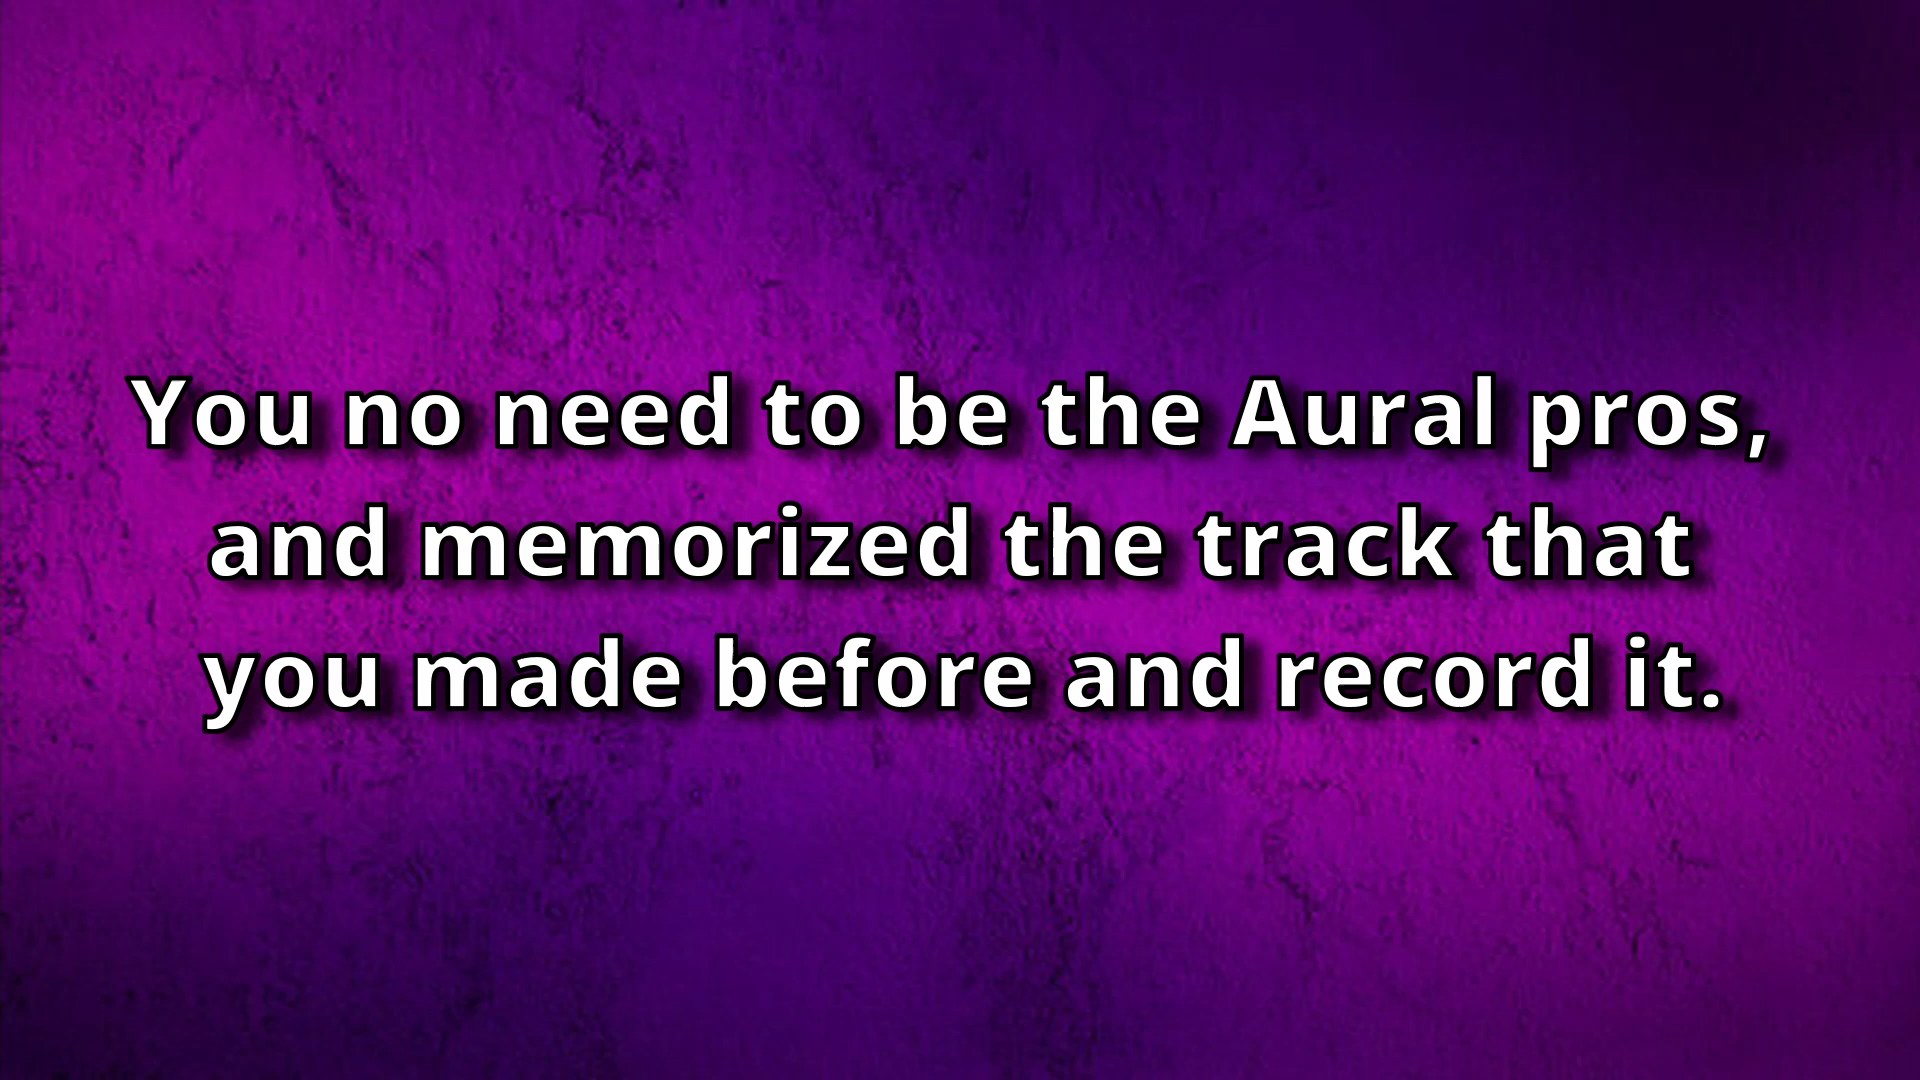 You no need to be the Aural pros,
and memorized the track that
you made before and record it.